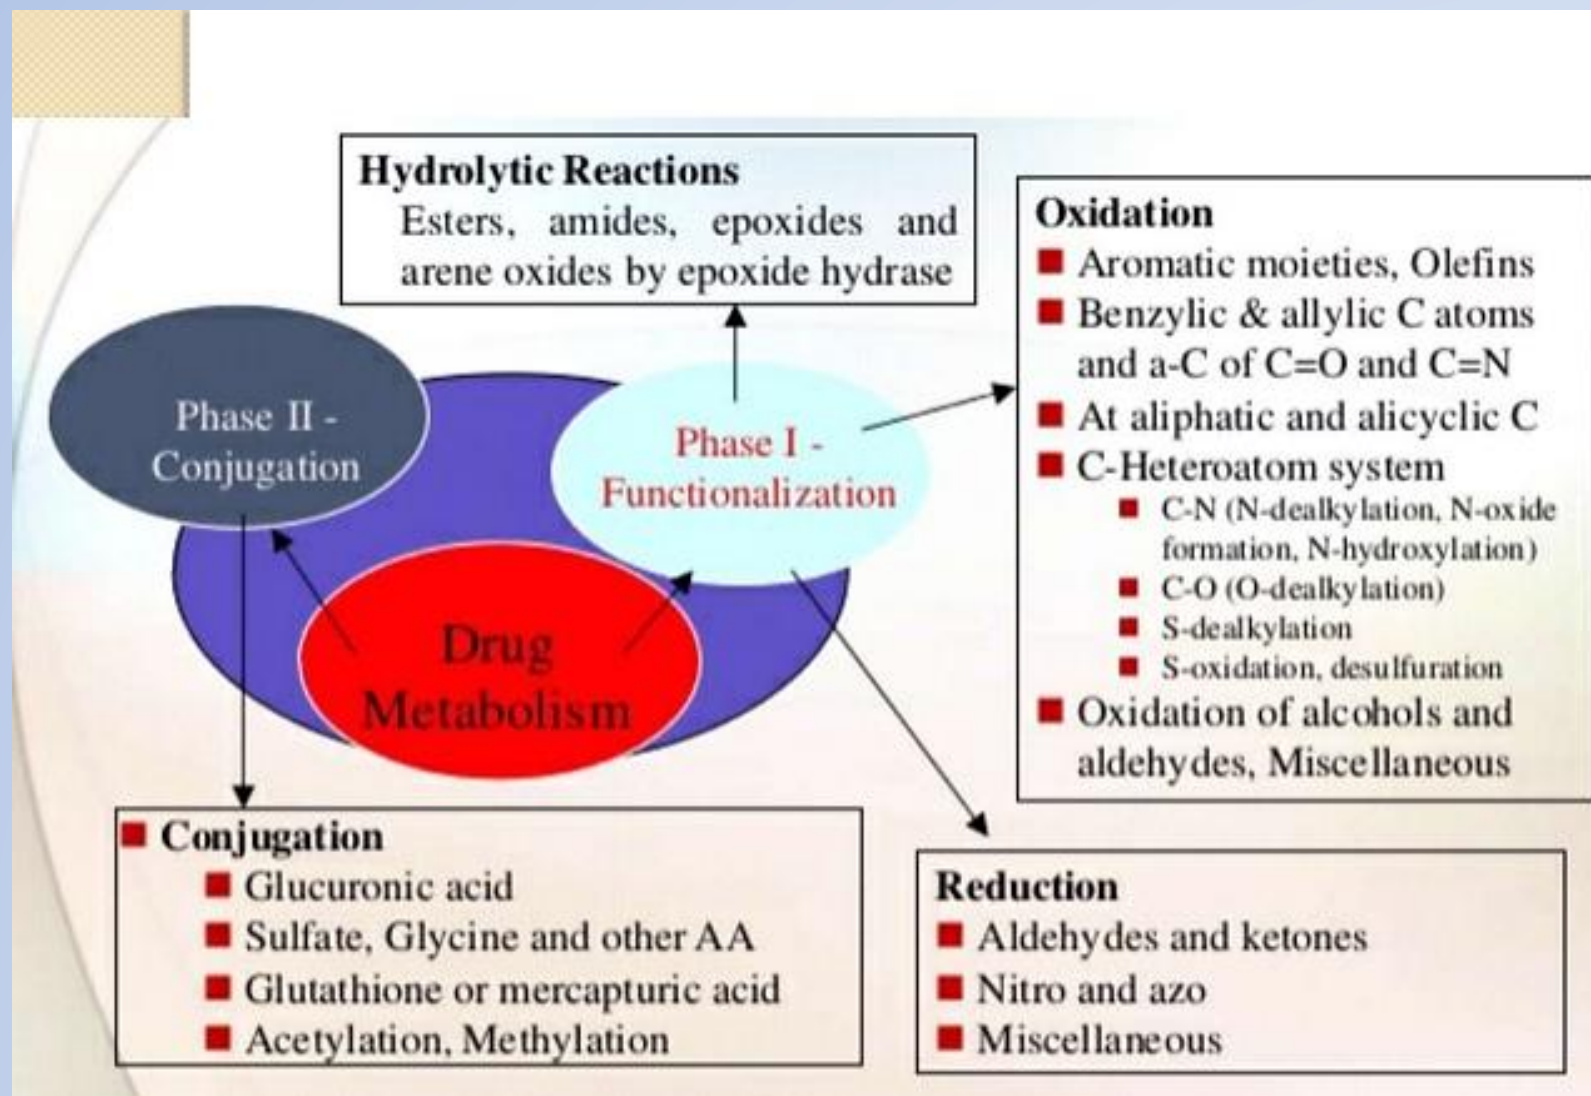 Hydrolytic Reactions
Esters, amides, epoxides and
arene oxides by epoxide hydrase
Oxidation
Aromatic moieties, Olefins
Benzylic & allylic C atoms
and a-C of C=O and C=N
At aliphatic and alicyclic C
C-Heteroatom system
C-N (N-dealkylation, N-oxide
formation, N-hydroxylation)
C-O (O-dealkylation)
S-dealkylation
S-oxidation, desulfuration
Oxidation of alcohols and
aldehydes, Miscellaneous
Phase II -
Conjugation
Phase I -
Functionalization
Drug
Metabolism
Conjugation
Glucuronic acid
Sulfate, Glycine and other AA
Glutathione or mercapturic acid
Acetylation, Methylation
Reduction
Aldehydes and ketones
Nitro and azo
Miscellaneous